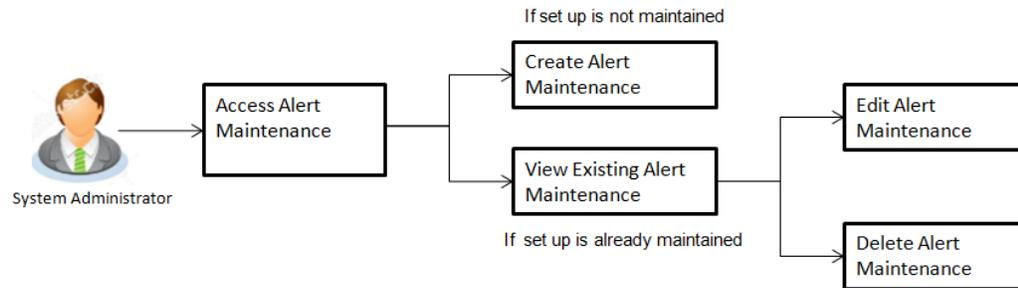 If set up is not maintained
Create Alert
Maintenance
Access Alert
Maintenance
Edit Alert
Maintenance
View Existing Alert
Maintenance
System Administrator
If set up is already maintained
Delete Alert
Maintenance